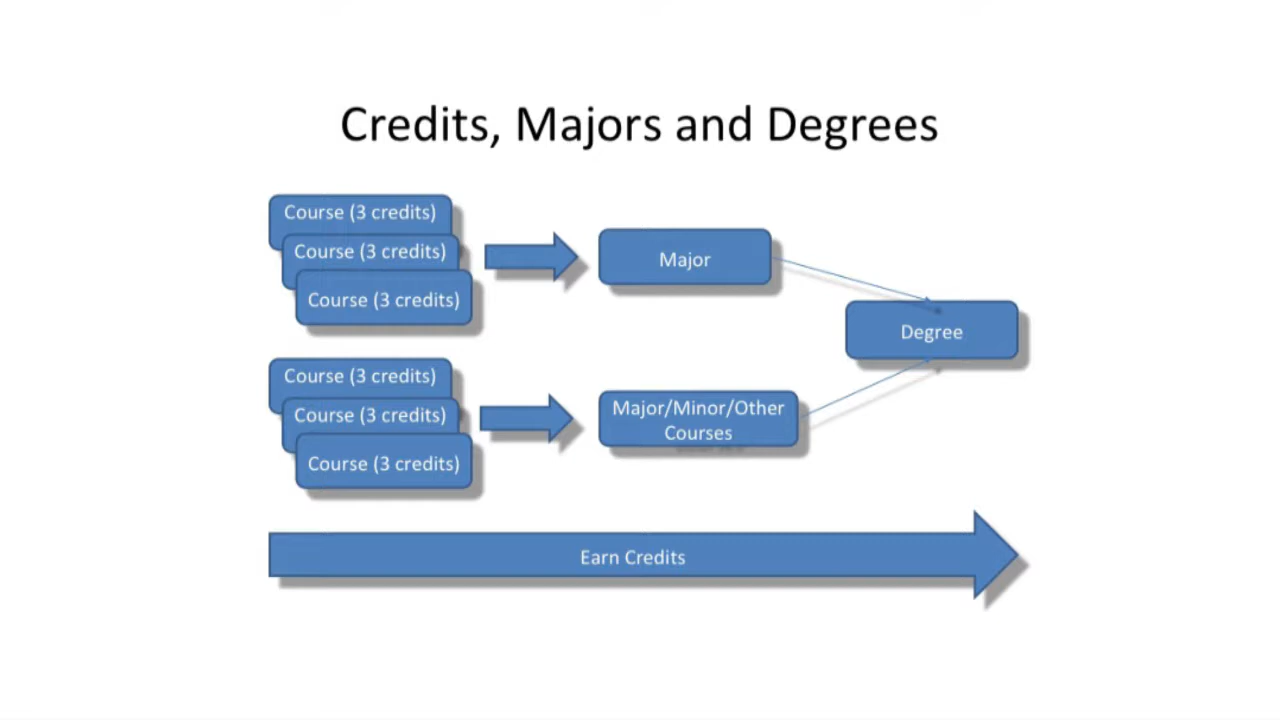 Credits, Majors and Degrees
Course (3 credits)
Course (3 credits)
Course (3 credits)
Major
Degree
Course (3 credits)
Course (3 credits)
Course (3 credits)
Major/Minor/Other
Courses
Earn Credits